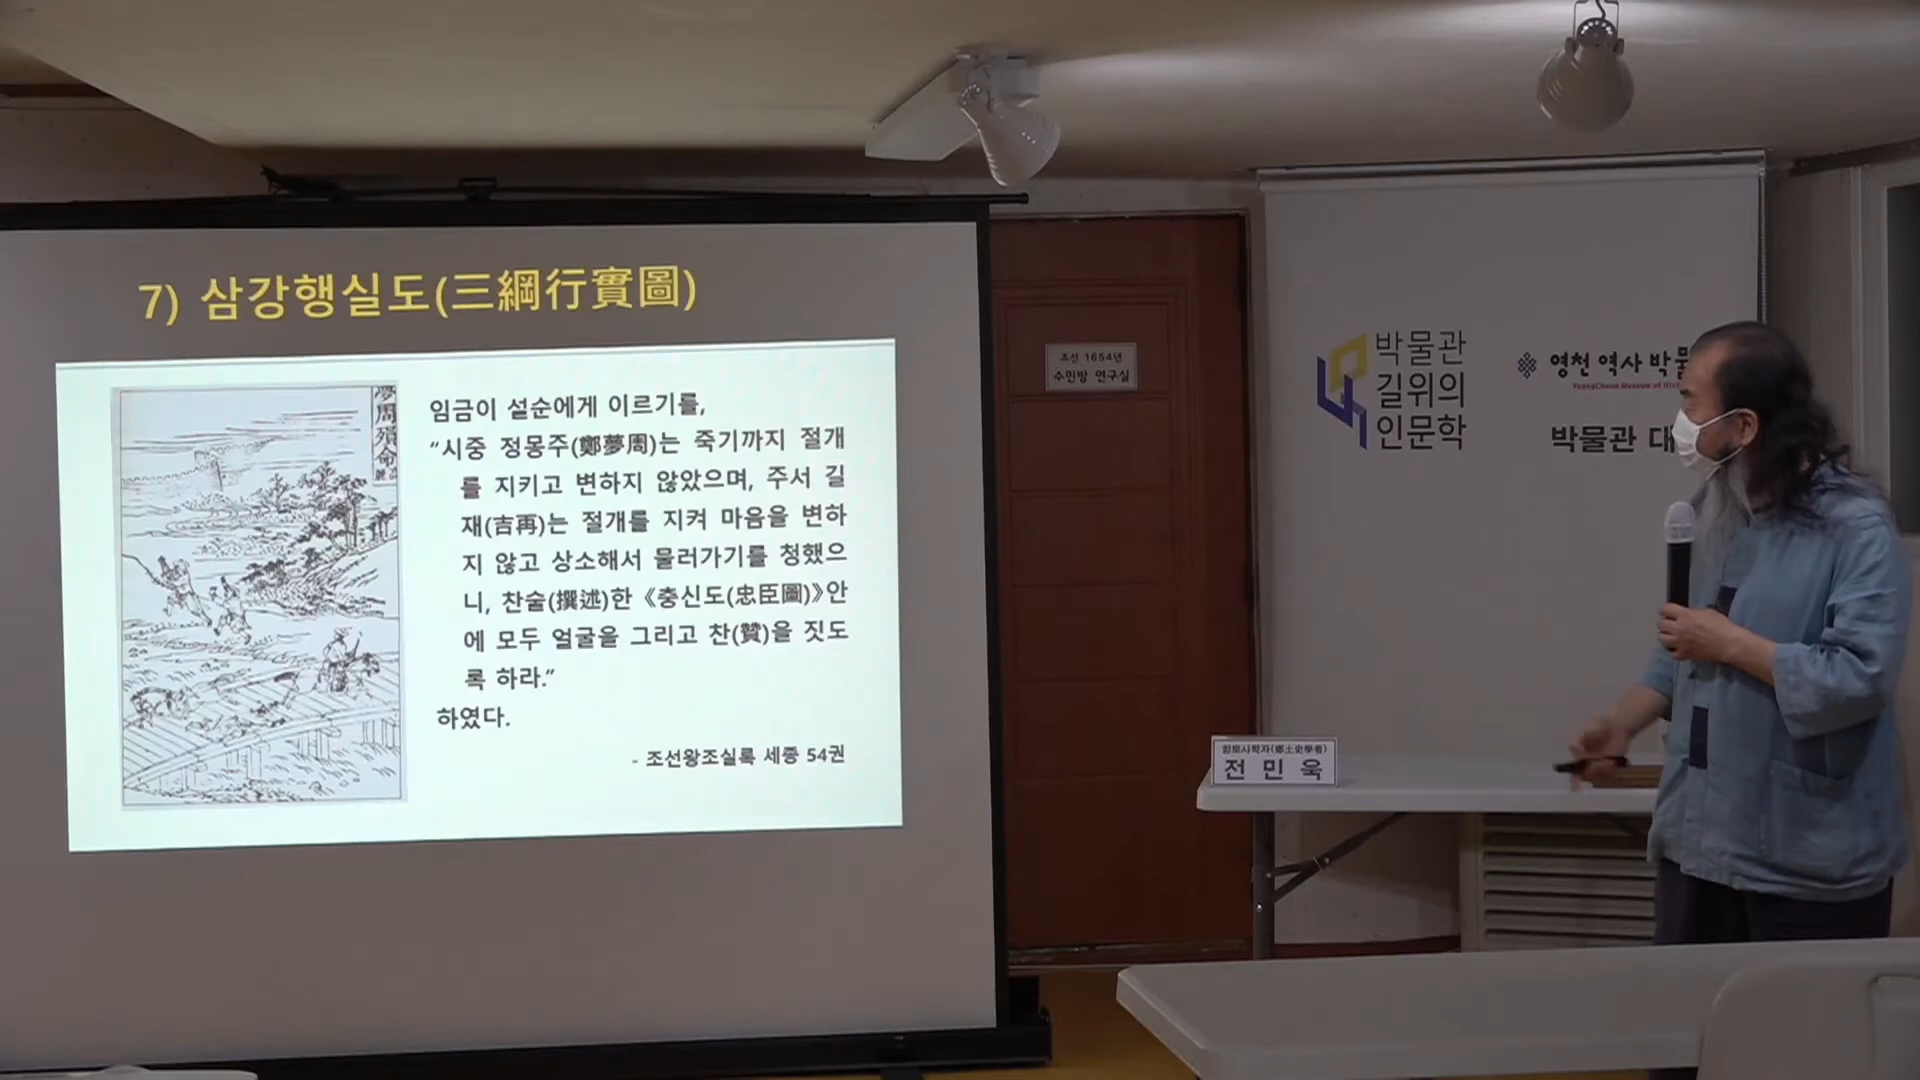 7) 삼강행실도(三綱行實圖)
夢周殞命
임금이 설순에게 이르기를,
“시중 정몽주(鄭夢周)는 죽기까지 절개
를 지키고 변하지 않았으며, 주서 길
재(吉再)는 절개를 지켜 마음을 변하
지 않고 상소해서 물러가기를 청했으
니, 찬술(撰述)한 《충신도(忠臣圖)》안
에 모두 얼굴을 그리고 찬(贊)을 짓도
록 하라.”
하였다.
- 조선왕조실록 세종 54권
조선 1654년
수민방 연구실
박물관
길위의
인문학
영천 역사 박물
YoungCheon Museum of His
박물관 대
향토사학자(鄕土史學者)
전 민 욱